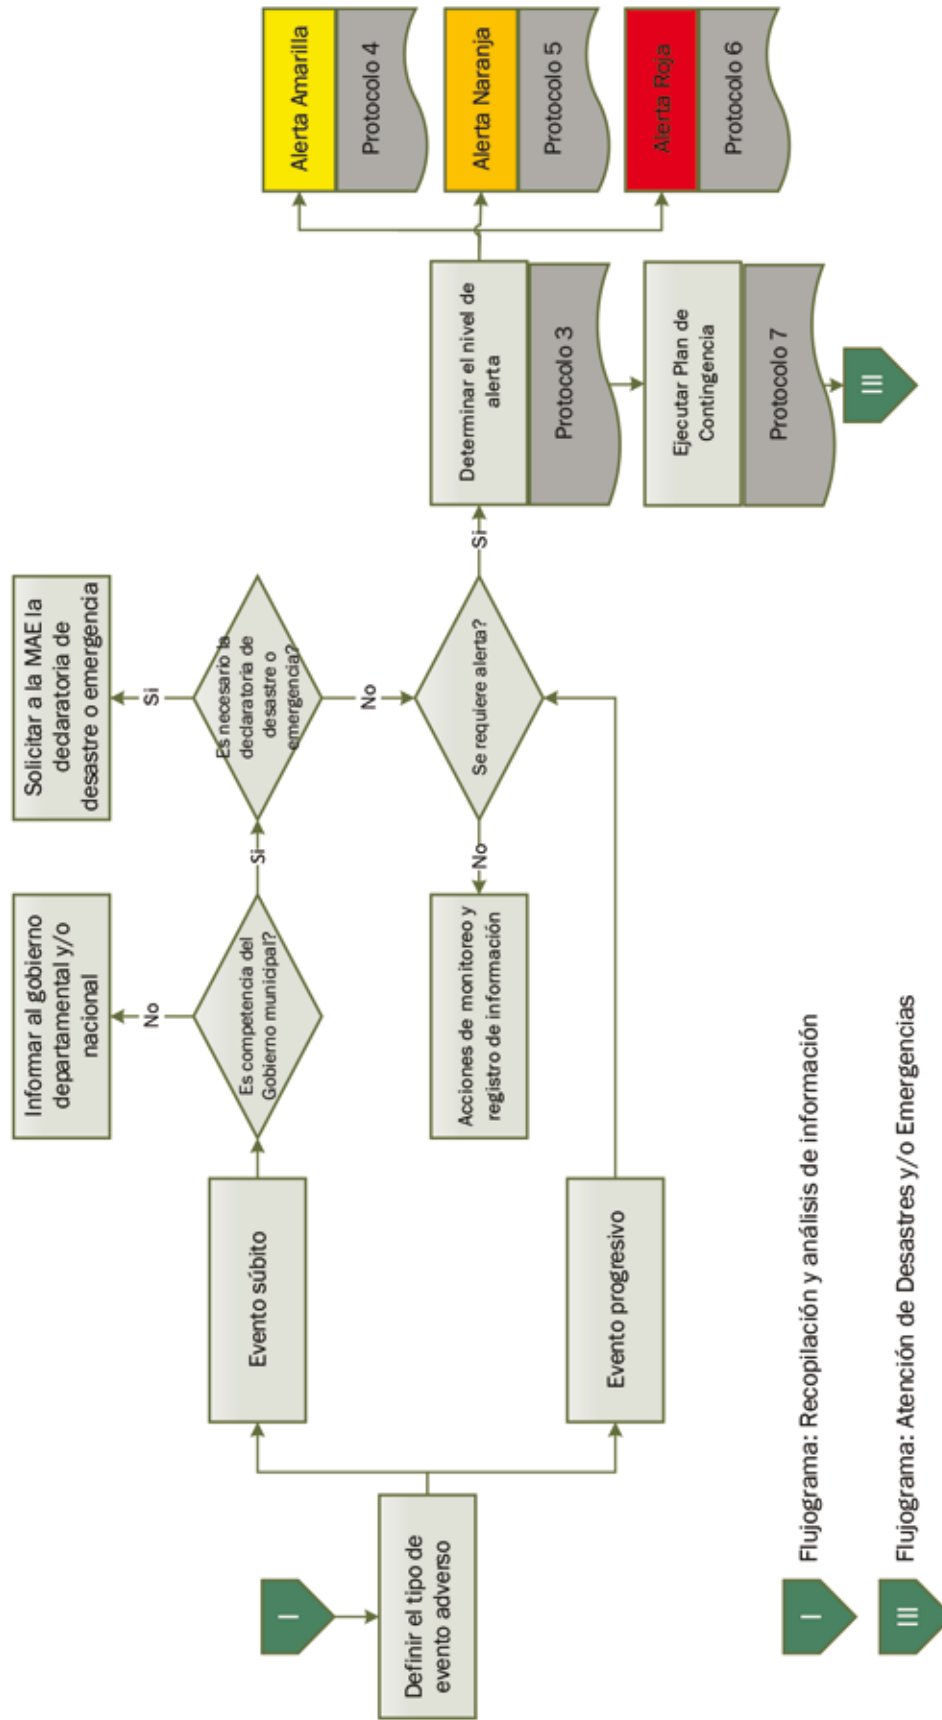 I
Definir el tipo de
evento adverso
Evento súbito
Evento progresivo
Informar al gobierno
departamental y/o
nacional
No
Es competencia del
Gobierno municipal?
Si
Solicitar a la MAE la
declaratoria de
desastre o emergencia
Si
Es necesario la
declaratoria de
desastre o
emergencia?
No
Se requiere alerta?
No
Acciones de monitoreo y
registro de información
Si
Determinar el nivel de
alerta
Protocolo 3
Ejecutar Plan de
Contingencia
Protocolo 7
III
Alerta Amarilla
Protocolo 4
Alerta Naranja
Protocolo 5
Alerta Roja
Protocolo 6
I
Flujograma: Recopilación y análisis de información
III
Flujograma: Atención de Desastres y/o Emergencias